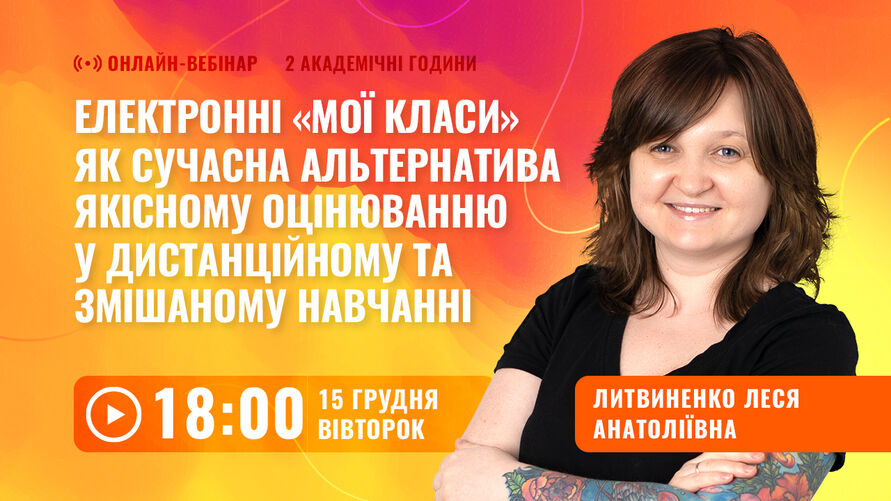 ОНЛАЙН-ВЕБІНАР 2 АКАДЕМІЧНІ ГОДИНИ
ЕЛЕКТРОННІ «МОЇ КЛАСИ»
ЯК СУЧАСНА АЛЬТЕРНАТИВА
ЯКІСНОМУ ОЦІНЮВАННЮ
У ДИСТАНЦІЙНОМУ ТА
ЗМІШАНОМУ НАВЧАННІ
18:00
15 ГРУДНЯ
ВІВТОРОК
ЛИТВИНЕНКО ЛЕСЯ
АНАТОЛІЇВНА